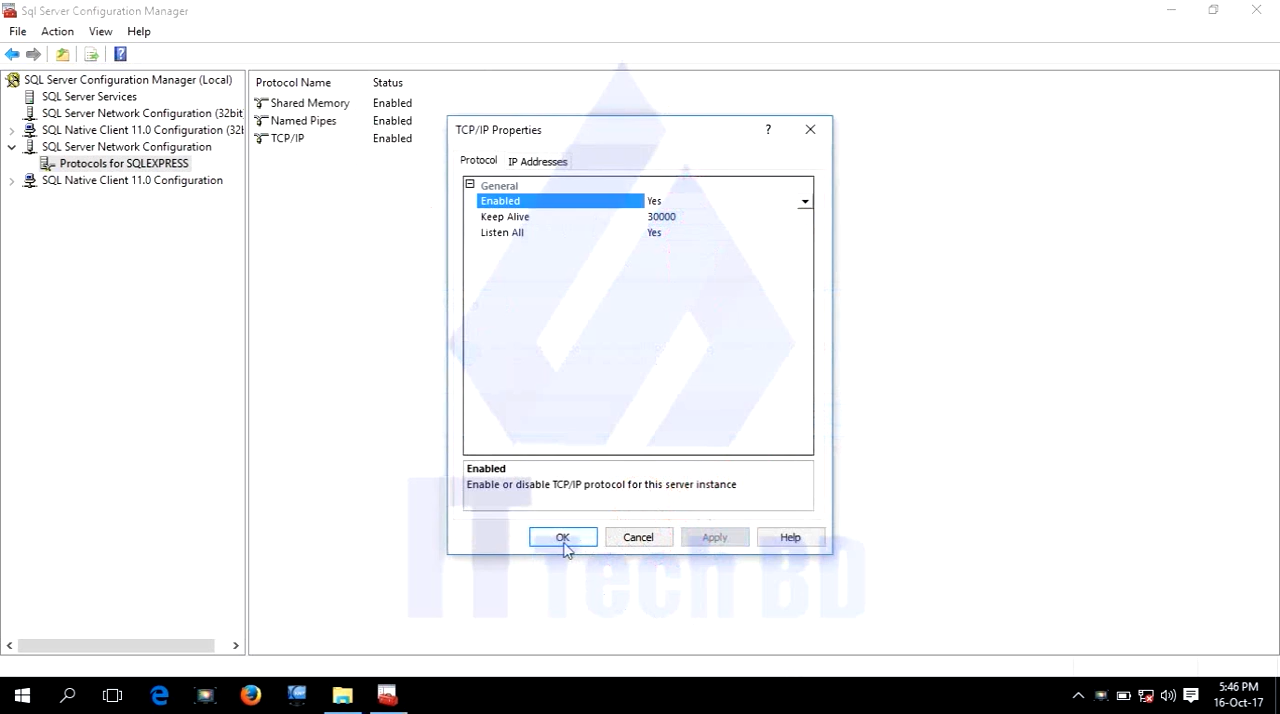 Sql Server Configuration Manager
File Action View Help
SQL Server Configuration Manager (Local)
SQL Server Services
SQL Server Network Configuration (32bit
SQL Native Client 11.0 Configuration (32b
SQL Server Network Configuration
Protocols for SQLEXPRESS
SQL Native Client 11.0 Configuration
Protocol Name Status
Shared Memory Enabled
Named Pipes Enabled
TCP/IP Enabled
TCP/IP Properties
Protocol IP Addresses
General
Enabled Yes
Keep Alive 30000
Listen All Yes
Enabled
Enable or disable TCP/IP protocol for this server instance
OK Cancel Apply Help
IT Tech BD
5:46 PM
16-Oct-17